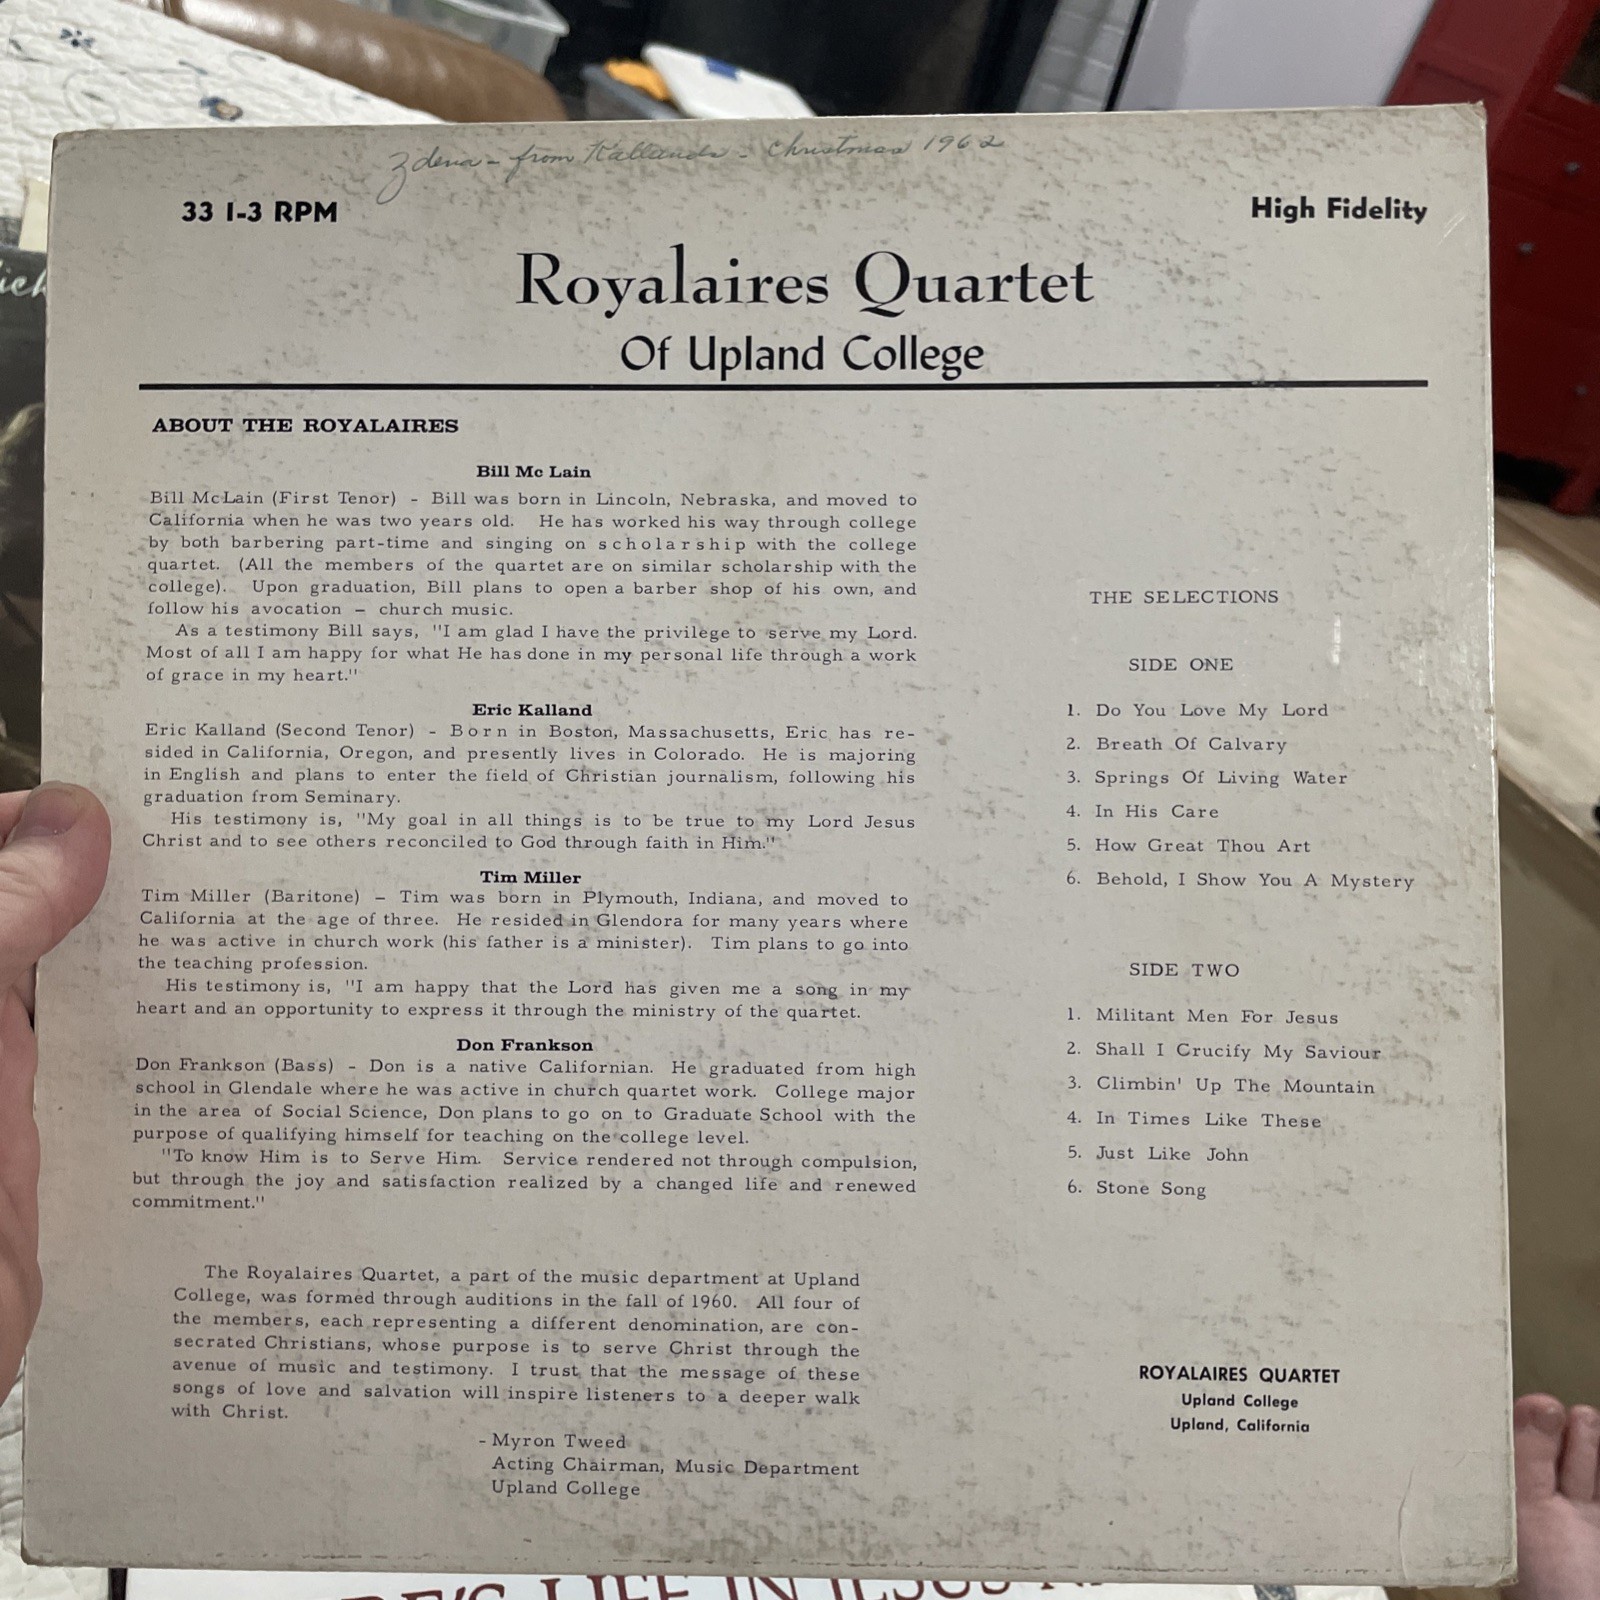 Zdena - from Kallands - Christmas 1962
33 1-3 RPM
High Fidelity
Royalaires Quartet
Of Upland College
ABOUT THE ROYALAIRES
Bill Mc Lain
Bill McLain (First Tenor) - Bill was born in Lincoln, Nebraska, and moved to
California when he was two years old. He has worked his way through college
by both barbering part-time and singing on scholarship with the college
quartet. (All the members of the quartet are on similar scholarship with the
college). Upon graduation, Bill plans to open a barber shop of his own, and
follow his avocation - church music.
As a testimony Bill says, "I am glad I have the privilege to serve my Lord.
Most of all I am happy for what He has done in my personal life through a work
of grace in my heart."
Eric Kalland
Eric Kalland (Second Tenor) - Born in Boston, Massachusetts, Eric has re-
sided in California, Oregon, and presently lives in Colorado. He is majoring
in English and plans to enter the field of Christian journalism, following his
graduation from Seminary.
His testimony is, "My goal in all things is to be true to my Lord Jesus
Christ and to see others reconciled to God through faith in Him."
Tim Miller
Tim Miller (Baritone) - Tim was born in Plymouth, Indiana, and moved to
California at the age of three. He resided in Glendora for many years where
he was active in church work (his father is a minister). Tim plans to go into
the teaching profession.
His testimony is, "I am happy that the Lord has given me a song in my
heart and an opportunity to express it through the ministry of the quartet.
Don Frankson
Don Frankson (Bass) - Don is a native Californian. He graduated from high
school in Glendale where he was active in church quartet work. College major
in the area of Social Science, Don plans to go on to Graduate School with the
purpose of qualifying himself for teaching on the college level.
"To know Him is to Serve Him. Service rendered not through compulsion,
but through the joy and satisfaction realized by a changed life and renewed
commitment."
The Royalaires Quartet, a part of the music department at Upland
College, was formed through auditions in the fall of 1960. All four of
the members, each representing a different denomination, are con-
secrated Christians, whose purpose is to serve Christ through the
avenue of music and testimony. I trust that the message of these
songs of love and salvation will inspire listeners to a deeper walk
with Christ.
- Myron Tweed
Acting Chairman, Music Department
Upland College
THE SELECTIONS
SIDE ONE
1. Do You Love My Lord
2. Breath Of Calvary
3. Springs Of Living Water
4. In His Care
5. How Great Thou Art
6. Behold, I Show You A Mystery
SIDE TWO
1. Militant Men For Jesus
2. Shall I Crucify My Saviour
3. Climbin' Up The Mountain
4. In Times Like These
5. Just Like John
6. Stone Song
ROYALAIRES QUARTET
Upland College
Upland, California
LIFE IN JESUS